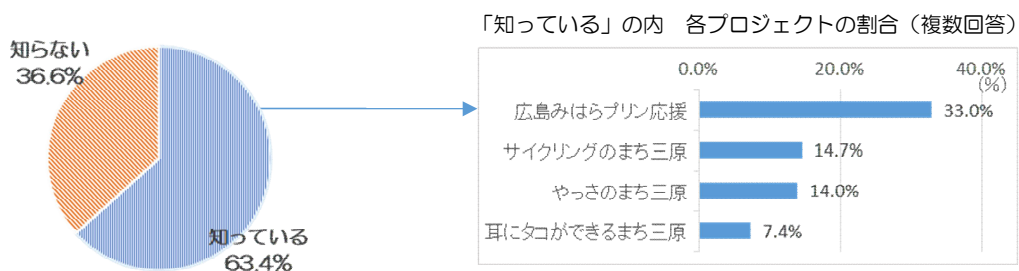 「知っている」の内　各プロジェクトの割合（複数回答）
知らない
36.6%
知っている
63.4%
0.0%
20.0%
40.0%
(%)
広島みはらプリン応援
33.0%
サイクリングのまち三原
14.7%
やっさのまち三原
14.0%
耳にタコができるまち三原
7.4%